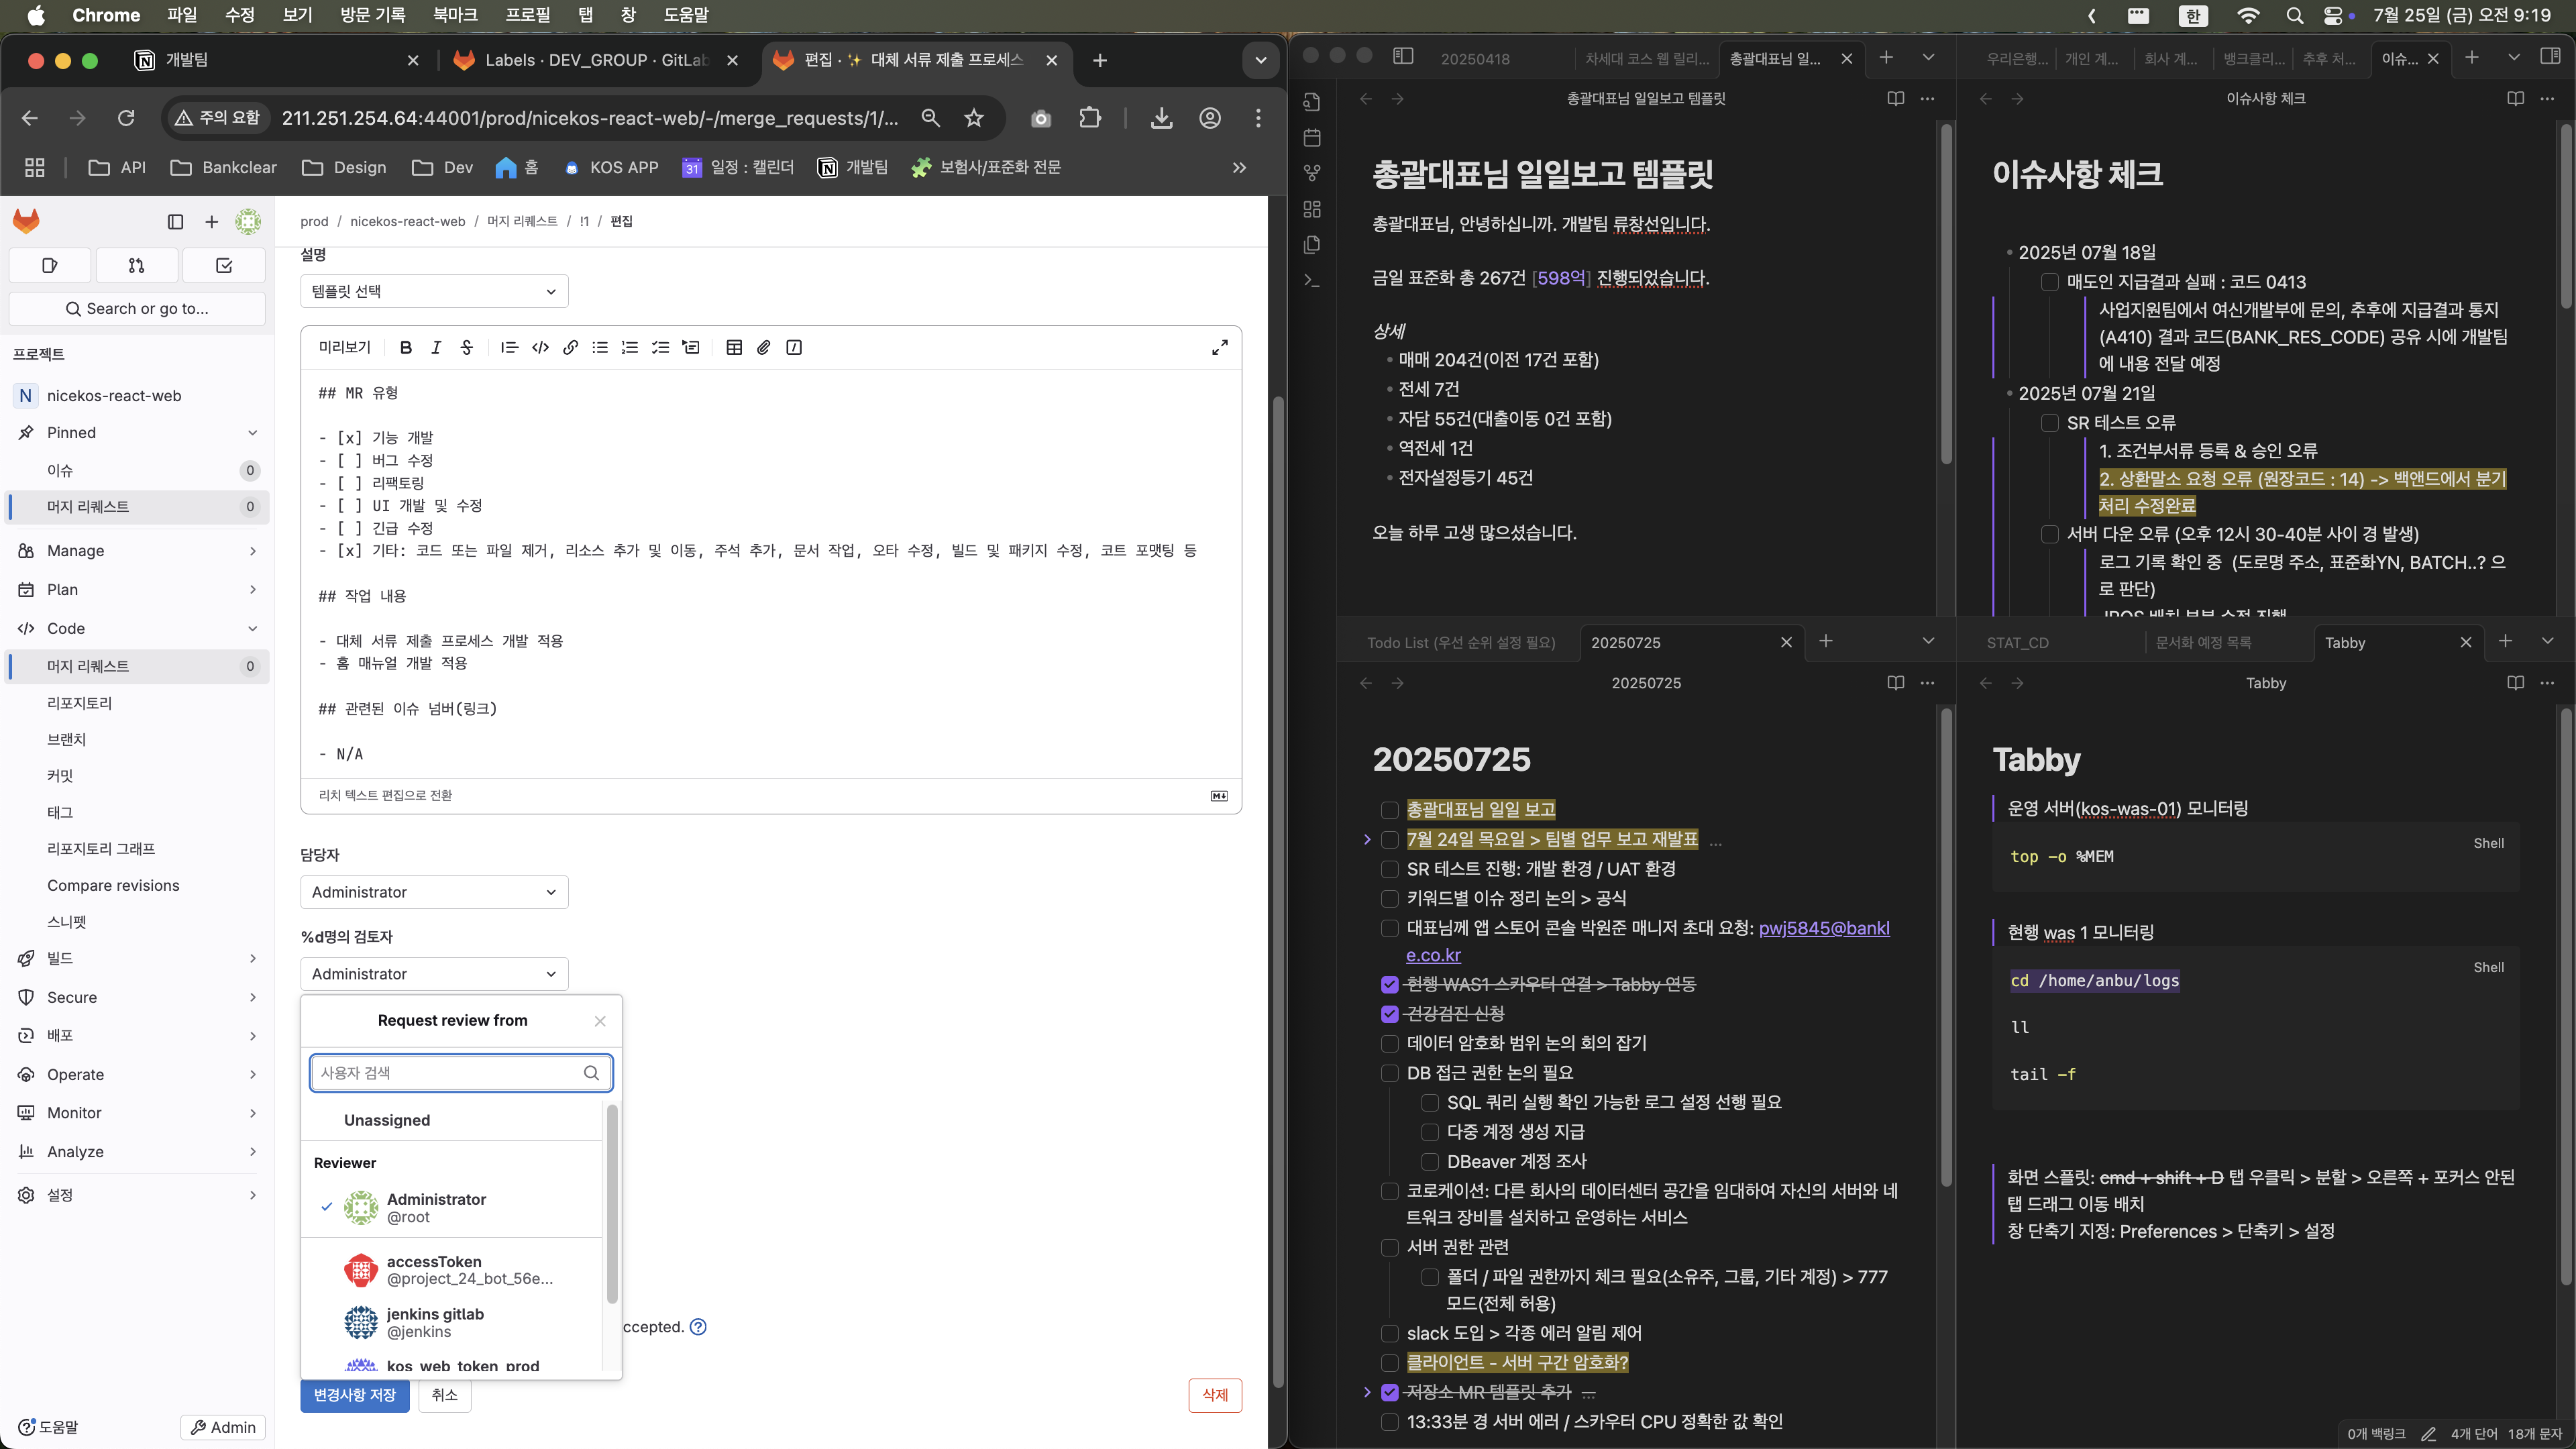 Chrome 파일 수정 보기 방문 기록 북마크 프로필 탭 창 도움말
한 7월 25일 (금) 오전 9:19
개발팀
Labels · DEV_GROUP · GitLab
편집 · ✨ 대체 서류 제출 프로세스
주의 요함 211.251.254.64:44001/prod/nicekos-react-web/-/merge_requests/1/...
API Bankclear Design Dev 홈 KOS APP 31 일정 : 캘린더 개발팀 보험사/표준화 전문
Search or go to...
프로젝트
N nicekos-react-web
Pinned
이슈 0
머지 리퀘스트 0
Manage
Plan
Code
머지 리퀘스트 0
리포지토리
브랜치
커밋
태그
리포지토리 그래프
Compare revisions
스니펫
빌드
Secure
배포
Operate
Monitor
Analyze
설정
도움말
Admin
prod / nicekos-react-web / 머지 리퀘스트 / !1 / 편집
설명
템플릿 선택
미리보기
## MR 유형
- [x] 기능 개발
- [ ] 버그 수정
- [ ] 리팩토링
- [ ] UI 개발 및 수정
- [ ] 긴급 수정
- [x] 기타: 코드 또는 파일 제거, 리소스 추가 및 이동, 주석 추가, 문서 작업, 오타 수정, 빌드 및 패키지 수정, 코트 포맷팅 등
## 작업 내용
- 대체 서류 제출 프로세스 개발 적용
- 홈 매뉴얼 개발 적용
## 관련된 이슈 넘버(링크)
- N/A
리치 텍스트 편집으로 전환
담당자
Administrator
%d명의 검토자
Administrator
Request review from
사용자 검색
Unassigned
Reviewer
Administrator
@root
accessToken
@project_24_bot_56e...
jenkins gitlab
@jenkins
kos_web_token_prod
ccepted.
변경사항 저장 취소 삭제
20250418
차세대 코스 웹 릴리...
총괄대표님 일...
총괄대표님 일일보고 템플릿
총괄대표님 일일보고 템플릿
총괄대표님, 안녕하십니까. 개발팀 류창선입니다.
금일 표준화 총 267건 [598억] 진행되었습니다.
상세
매매 204건(이전 17건 포함)
전세 7건
자담 55건(대출이동 0건 포함)
역전세 1건
전자설정등기 45건
오늘 하루 고생 많으셨습니다.
우리은행... 개인 계... 회사 계... 뱅크클리... 추후 처... 이슈...
이슈사항 체크
이슈사항 체크
2025년 07월 18일
매도인 지급결과 실패 : 코드 0413
사업지원팀에서 여신개발부에 문의, 추후에 지급결과 통지
(A410) 결과 코드(BANK_RES_CODE) 공유 시에 개발팀
에 내용 전달 예정
2025년 07월 21일
SR 테스트 오류
1. 조건부서류 등록 & 승인 오류
2. 상환말소 요청 오류 (원장코드 : 14) -> 백앤드에서 분기
처리 수정완료
서버 다운 오류 (오후 12시 30-40분 사이 경 발생)
로그 기록 확인 중 (도로명 주소, 표준화YN, BATCH..? 으
로 판단)
IROS 배치 부분 수정 진행
Todo List (우선 순위 설정 필요)
20250725
20250725
20250725
총괄대표님 일일 보고
7월 24일 목요일 > 팀별 업무 보고 재발표 ...
SR 테스트 진행: 개발 환경 / UAT 환경
키워드별 이슈 정리 논의 > 공식
대표님께 앱 스토어 콘솔 박원준 매니저 초대 요청: pwj5845@bankl
e.co.kr
현행 WAS1 스카우터 연결 > Tabby 연동
건강검진 신청
데이터 암호화 범위 논의 회의 잡기
DB 접근 권한 논의 필요
SQL 쿼리 실행 확인 가능한 로그 설정 선행 필요
다중 계정 생성 지급
DBeaver 계정 조사
코로케이션: 다른 회사의 데이터센터 공간을 임대하여 자신의 서버와 네
트워크 장비를 설치하고 운영하는 서비스
서버 권한 관련
폴더 / 파일 권한까지 체크 필요(소유주, 그룹, 기타 계정) > 777
모드(전체 허용)
slack 도입 > 각종 에러 알림 제어
클라이언트 - 서버 구간 암호화?
저장소 MR 템플릿 추가 ...
13:33분 경 서버 에러 / 스카우터 CPU 정확한 값 확인
STAT_CD
문서화 예정 목록
Tabby
Tabby
Tabby
운영 서버(kos-was-01) 모니터링
Shell
top -o %MEM
현행 was 1 모니터링
Shell
cd /home/anbu/logs
ll
tail -f
화면 스플릿: cmd + shift + D 탭 우클릭 > 분할 > 오른쪽 + 포커스 안된
탭 드래그 이동 배치
창 단축기 지정: Preferences > 단축키 > 설정
0개 백링크 4개 단어 18개 문자